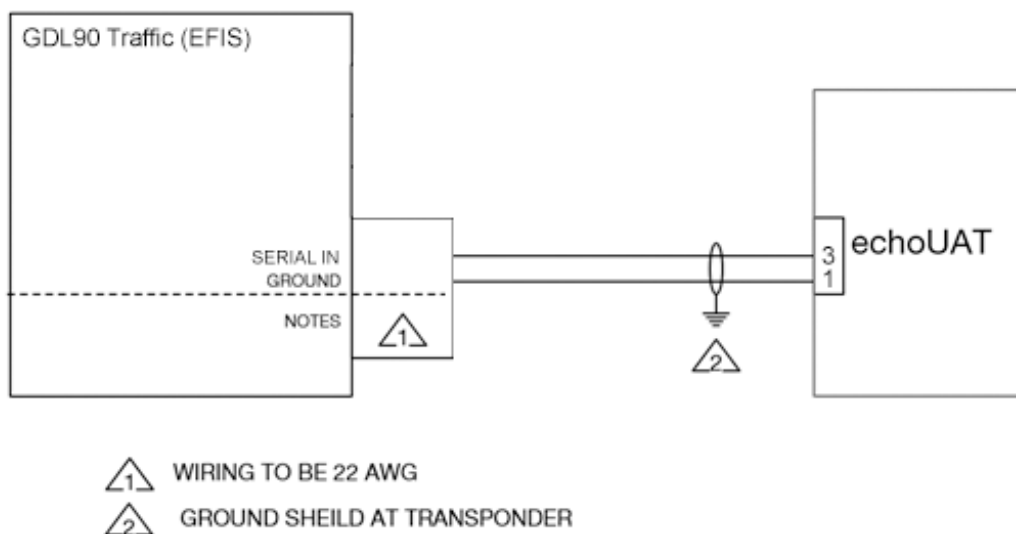 GDL90 Traffic (EFIS)
SERIAL IN
GROUND
NOTES
1
2
3
1
echoUAT
1 WIRING TO BE 22 AWG
2 GROUND SHEILD AT TRANSPONDER